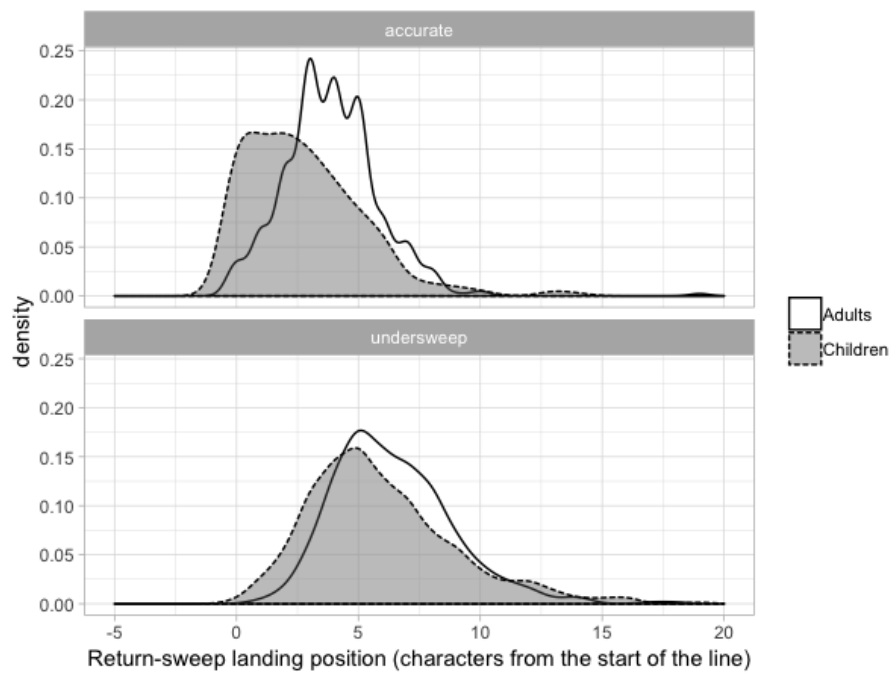 accurate
0.25
0.20
0.15
0.10
0.05
0.00
undersweep
0.25
0.20
0.15
0.10
0.05
0.00
-5 0 5 10 15 20
Return-sweep landing position (characters from the start of the line)
density
Adults
Children